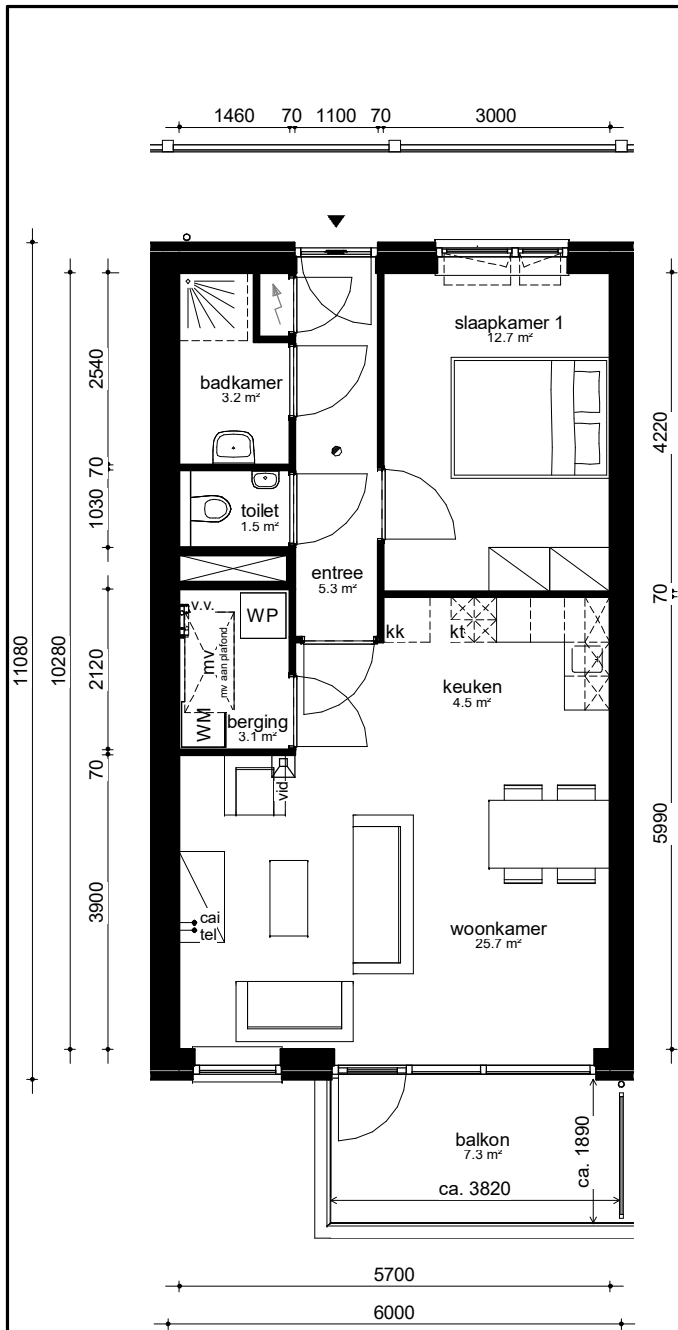 1460 70 1100 70 3000
slaapkamer 1
12.7 m²
badkamer
3.2 m²
toilet
1.5 m²
entree
5.3 m²
v.v.
WP
mv
mv aan plafond
WM
berging
3.1 m²
kk
kt
keuken
4.5 m²
vid
cai
tel
woonkamer
25.7 m²
balkon
7.3 m²
ca. 3820
ca. 1890
11080
10280
2540
70
1030
2120
70
3900
4220
70
5990
5700
6000